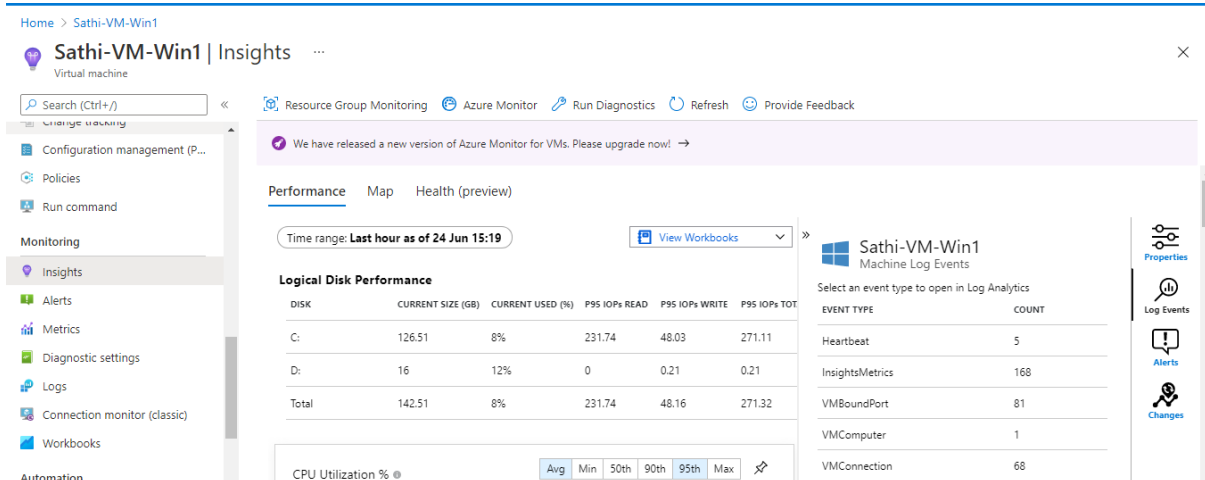 Home > Sathi-VM-Win1
Sathi-VM-Win1 | Insights ...
Virtual machine
Search (Ctrl+/) «
Change tracking
Configuration management (P...
Policies
Run command
Monitoring
Insights
Alerts
Metrics
Diagnostic settings
Logs
Connection monitor (classic)
Workbooks
Automation
Resource Group Monitoring Azure Monitor Run Diagnostics Refresh Provide Feedback
We have released a new version of Azure Monitor for VMs. Please upgrade now! →
Performance Map Health (preview)
Time range: Last hour as of 24 Jun 15:19 View Workbooks
Logical Disk Performance
DISK CURRENT SIZE (GB) CURRENT USED (%) P95 IOPs READ P95 IOPs WRITE P95 IOPs TOT
C: 126.51 8% 231.74 48.03 271.11
D: 16 12% 0 0.21 0.21
Total 142.51 8% 231.74 48.16 271.32
CPU Utilization % Avg Min 50th 90th 95th Max
» Sathi-VM-Win1
Machine Log Events
Select an event type to open in Log Analytics
EVENT TYPE COUNT
Heartbeat 5
InsightsMetrics 168
VMBoundPort 81
VMComputer 1
VMConnection 68
Properties
Log Events
Alerts
Changes